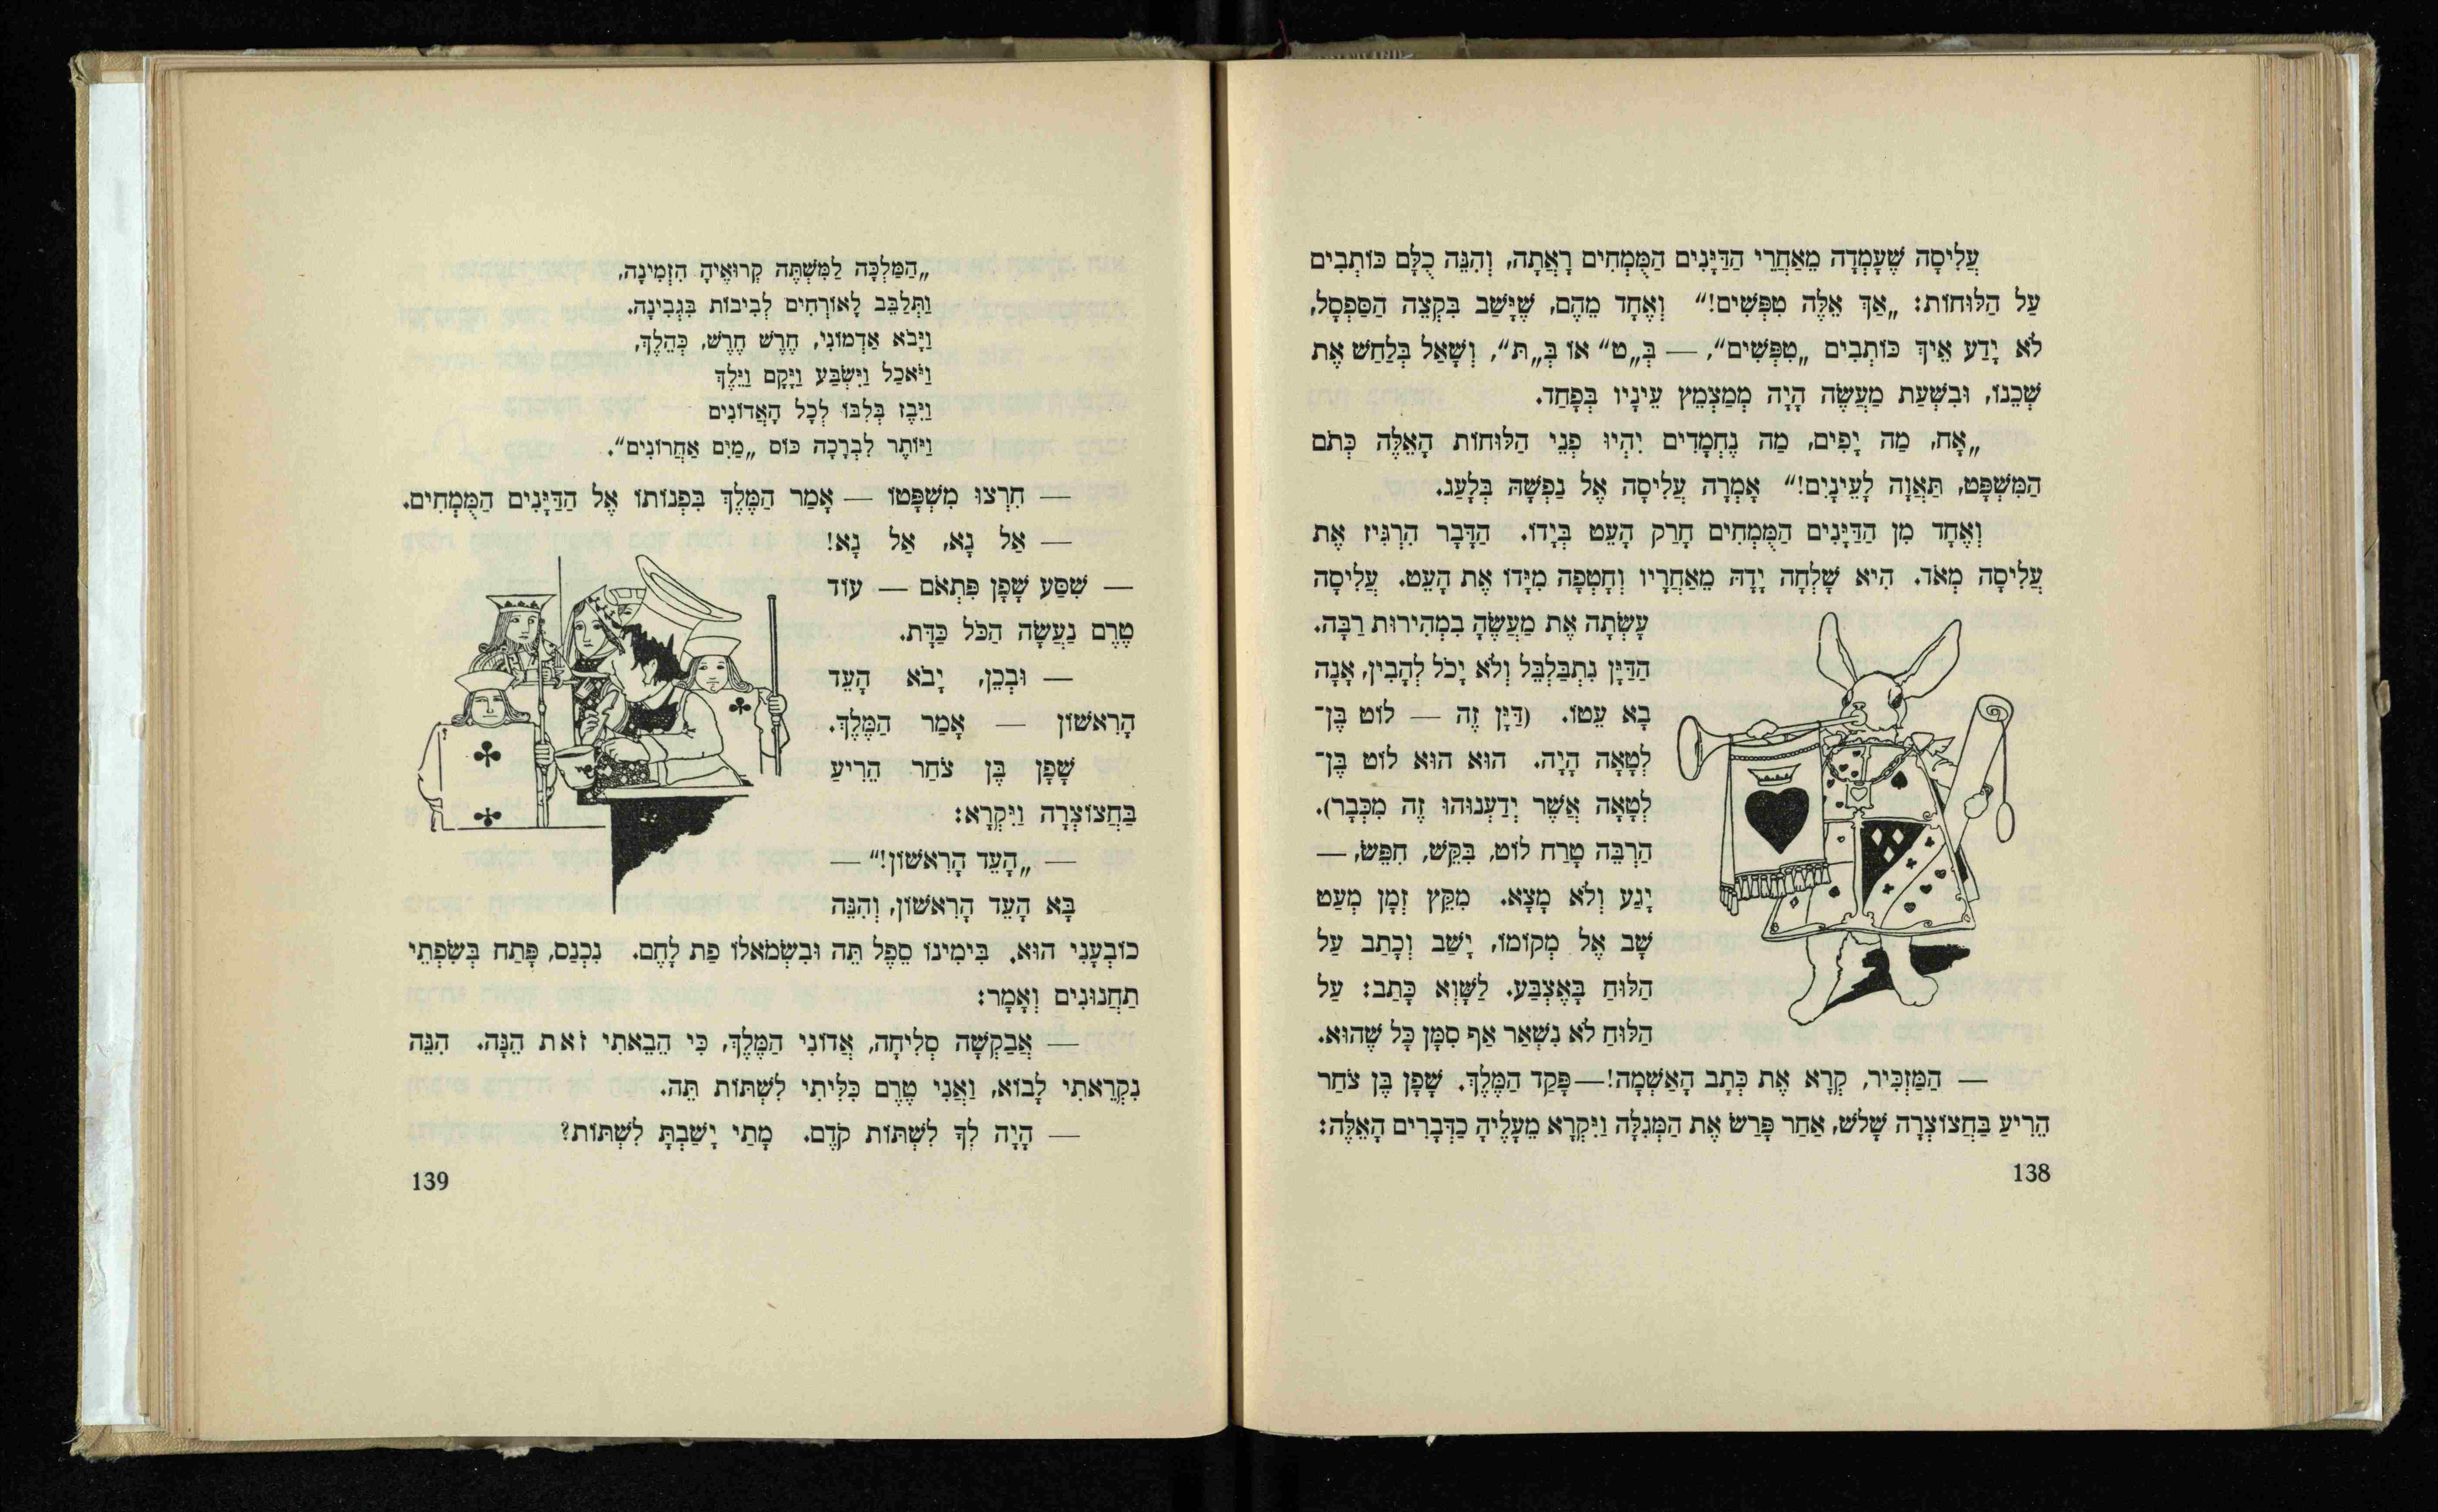 עֲלִיסָה שֶׁעָמְדָה מֵאַחֲרֵי הַדַּיָּנִים הַמֻּמְחִים רָאֲתָה, וְהִנֵּה כֻלָּם כּוֹתְבִים
עַל הַלּוּחוֹת: „אַךְ אֵלֶּה טִפְּשִׁים!“ וְאֶחָד מֵהֶם, שֶׁיָּשַׁב בִּקְצֵה הַסַּפְסָל,
לֹא יָדַע אֵיךְ כּוֹתְבִים „טִפְּשִׁים“, — בְּ„ט“ אוֹ בְּ„ת“, וְשָׁאַל בְּלַחַשׁ אֶת
שְׁכֵנוֹ, וּבִשְׁעַת מַעֲשֶׂה הָיָה מְמַצְמֵץ עֵינָיו בְּפָחַד.
„אָח, מַה יָפִים, מַה נֶחְמָדִים יִהְיוּ פְנֵי הַלּוּחוֹת הָאֵלֶּה כְּתֹם
הַמִּשְׁפָּט, תַּאֲוָה לָעֵינָיִם!“ אָמְרָה עֲלִיסָה אֶל נַפְשָׁהּ בְּלָעַג.
וְאֶחָד מִן הַדַּיָּנִים הַמֻּמְחִים חָרַק הָעֵט בְּיָדוֹ. הַדָּבָר הִרְגִּיז אֶת
עֲלִיסָה מְאֹד. הִיא שָׁלְחָה יָדָהּ מֵאַחֲרָיו וְחָטְפָה מִיָּדוֹ אֶת הָעֵט. עֲלִיסָה
עָשְׂתָה אֶת מַעֲשֶׂהָ בִמְהִירוּת רַבָּה.
הַדַּיָּן נִתְבַּלְבֵּל וְלֹא יָכֹל לְהָבִין, אָנָה
בָא עֵטוֹ. (דַּיָּן זֶה — לוֹט בֶּן־
לְטָאָה הָיָה. הוּא הוּא לוֹט בֶּן־
לְטָאָה אֲשֶׁר יְדַעְנוּהוּ זֶה מִכְּבָר).
הַרְבֵּה טָרַח לוֹט, בִּקֵּשׁ, חִפֵּשׂ, —
יָגַע וְלֹא מָצָא. מִקֵּץ זְמָן מְעַט
שָׁב אֶל מְקוֹמוֹ, יָשַׁב וְכָתַב עַל
הַלּוּחַ בָּאֶצְבַּע. לַשָּׁוְא כָּתַב: עַל
הַלּוּחַ לֹא נִשְׁאַר אַף סִמָּן כָּל שֶׁהוּא.
— הַמַּזְכִּיר, קְרָא אֶת כְּתָב הָאַשְׁמָה!—פָּקַד הַמֶּלֶךְ. שָׁפָן בֶּן צֹחַר
הֵרִיעַ בַּחֲצוֹצְרָה שָׁלֹשׁ, אַחַר פָּרַשׂ אֶת הַמְּגִלָּה וַיִּקְרָא מֵעָלֶיהָ כַדְּבָרִים הָאֵלֶּה:
138
„הַמַּלְכָּה לַמִּשְׁתֶּה קְרוּאֶיהָ הִזְמִינָה,
וַתְּלַבֵּב לָאוֹרְחִים לְבִיבוֹת בִּגְבִינָה.
וַיָּבֹא אַדְמוֹנִי, חֶרֶשׁ חֶרֶשׁ, כְּהֵלֶךְ,
וַיֹּאכַל וַיִּשְׂבַּע וַיָּקָם וַיֵּלֶךְ
וַיִּבֶז בְּלִבּוֹ לְכָל הָאֲדוֹנִים
וַיּוֹתֶר לִבְרָכָה כּוֹס „מַיִם אַחֲרוֹנִים“.
— חִרְצוּ מִשְׁפָּטוֹ — אָמַר הַמֶּלֶךְ בִּפְנוֹתוֹ אֶל הַדַּיָּנִים הַמֻּמְחִים.
— אַל נָא, אַל נָא!
— שִׁסַּע שָׁפָן פִּתְאֹם — עוֹד
טֶרֶם נַעֲשָׂה הַכֹּל כַּדָּת.
— וּבְכֵן, יָבֹא הָעֵד
הָרִאשׁוֹן — אָמַר הַמֶּלֶךְ.
שָׁפָן בֶּן צֹחַר הֵרִיעַ
בַּחֲצוֹצְרָה וַיִּקְרָא:
— „הָעֵד הָרִאשׁוֹן!“ —
בָּא הָעֵד הָרִאשׁוֹן, וְהִנֵּה
כוֹבְעָנִי הוּא. בִּימִינוֹ סֵפֶל תֵּה וּבִשְׂמֹאלוֹ פַּת לָחֶם. נִכְנַס, פָּתַח בְּשִׂפְתֵי
תַחֲנוּנִים וְאָמָר:
— אֲבַקְשָׁה סְלִיחָה, אֲדוֹנִי הַמֶּלֶךְ, כִּי הֵבֵאתִי זֹאת הֵנָּה. הִנֵּה
נִקְרֵאתִי לָבוֹא, וַאֲנִי טֶרֶם כִּלִּיתִי לִשְׁתּוֹת תֵּה.
— הָיָה לְךָ לִשְׁתּוֹת קֹדֶם. מָתַי יָשַׁבְתָּ לִשְׁתּוֹת?
139